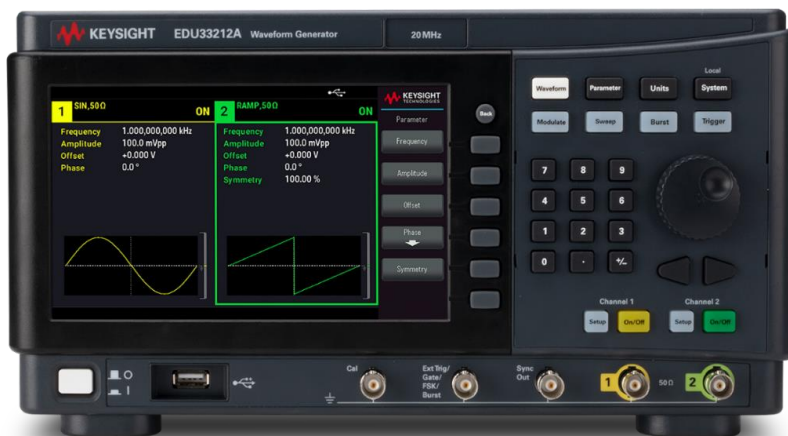 KEYSIGHT EDU33212A Waveform Generator 20 MHz
1 SIN,50Ω ON
Frequency 1.000,000,000 kHz
Amplitude 100.0 mVpp
Offset +0.000 V
Phase 0.0 °
2 RAMP,50Ω ON
Frequency 1.000,000,000 kHz
Amplitude 100.0 mVpp
Offset +0.000 V
Phase 0.0 °
Symmetry 100.00 %
KEYSIGHT
TECHNOLOGIES
Parameter
Frequency
Amplitude
Offset
Phase
Symmetry
Back
Local
Waveform Parameter Units System
Modulate Sweep Burst Trigger
7 8 9
4 5 6
1 2 3
0 . +/-
Channel 1 Channel 2
Setup On/Off Setup On/Off
Cal
Ext Trig/
Gate/
FSK/
Burst
Sync
Out
1 50 Ω 2